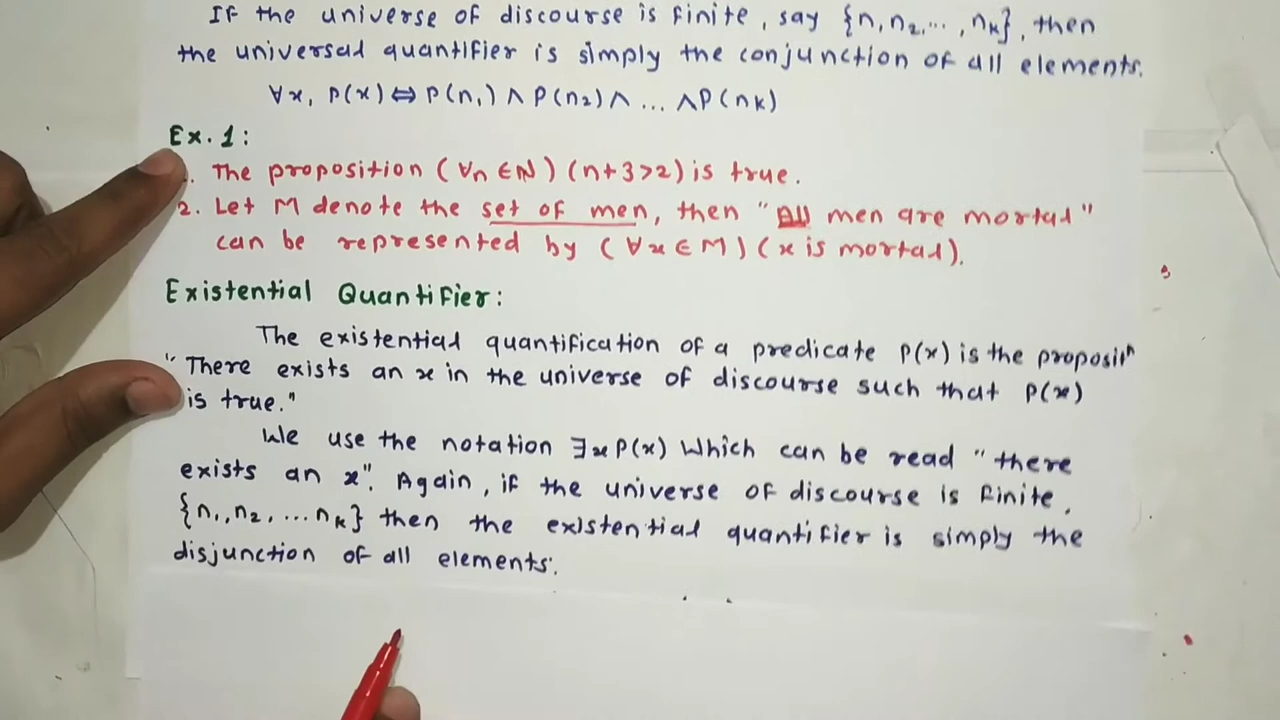 If the universe of discourse is finite, say {n, n2, ..., nk}, then
the universal quantifier is simply the conjunction of all elements.
∀x, P(x) ⇔ P(n1) ∧ P(n2) ∧ ... ∧ P(nk)
Ex. 1:
. The proposition (∀n ∈ N) (n+3>2) is true.
2. Let M denote the set of men, then "All men are mortal"
can be represented by (∀x ∈ M) (x is mortal).
Existential Quantifier:
The existential quantification of a predicate P(x) is the proposit"
"There exists an x in the universe of discourse such that P(x)
is true."
We use the notation ∃x P(x) Which can be read "there
exists an x". Again, if the universe of discourse is finite,
{n1, n2, ... nk} then the existential quantifier is simply the
disjunction of all elements.